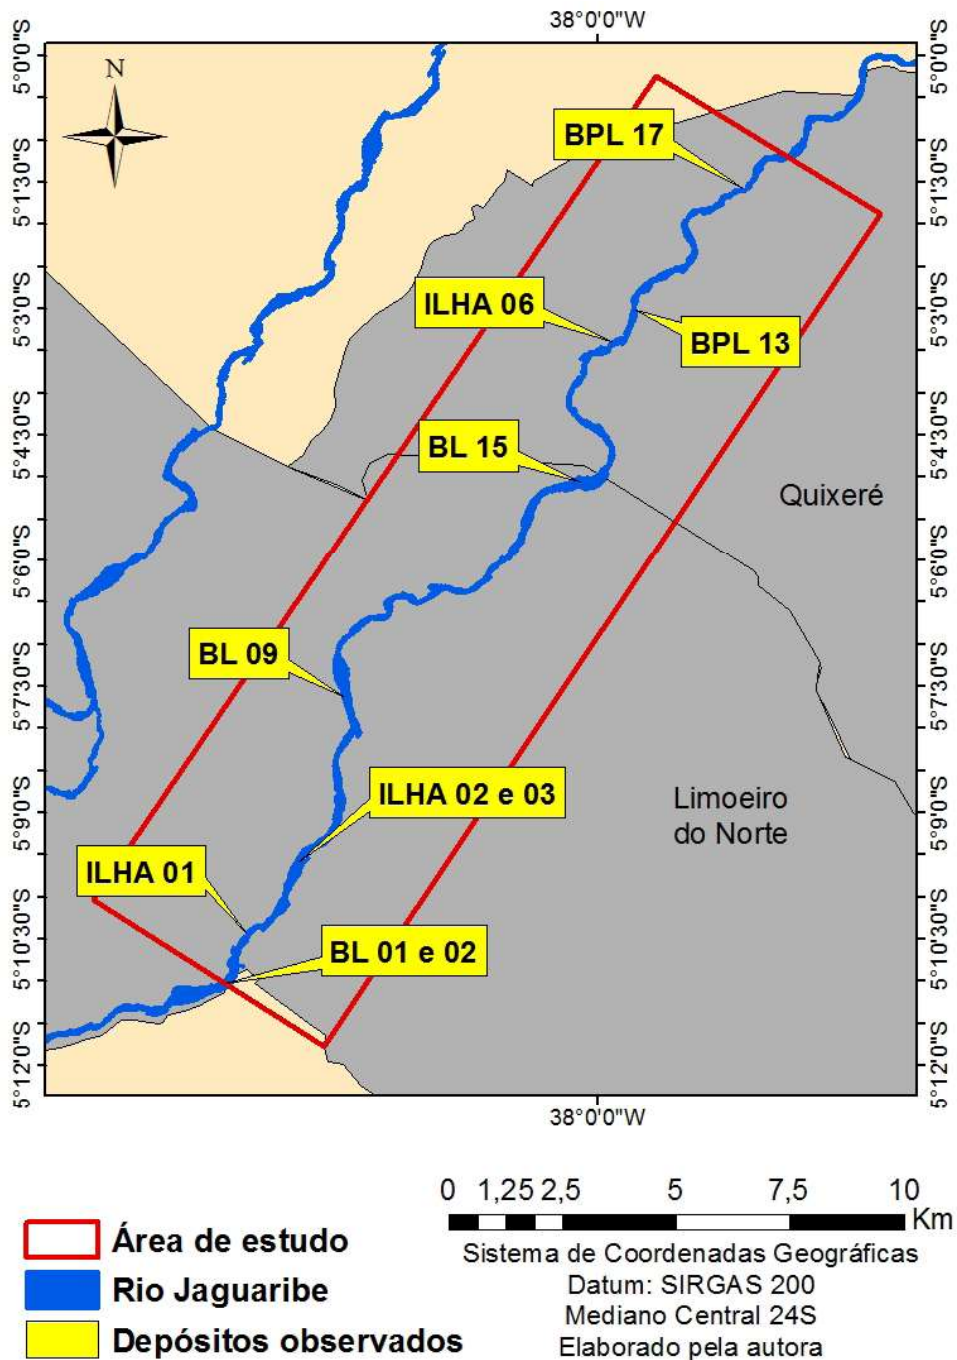 38°0'0"W
N
5°0'0"S
5°1'30"S
5°3'0"S
5°4'30"S
5°6'0"S
5°7'30"S
5°9'0"S
5°10'30"S
5°12'0"S
5°0'0"S
5°1'30"S
5°3'0"S
5°4'30"S
5°6'0"S
5°7'30"S
5°9'0"S
5°10'30"S
5°12'0"S
BPL 17
ILHA 06
BPL 13
BL 15
Quixeré
BL 09
ILHA 02 e 03
Limoeiro
do Norte
ILHA 01
BL 01 e 02
38°0'0"W
0 1,25 2,5 5 7,5 10
Km
Área de estudo
Rio Jaguaribe
Depósitos observados
Sistema de Coordenadas Geográficas
Datum: SIRGAS 200
Mediano Central 24S
Elaborado pela autora